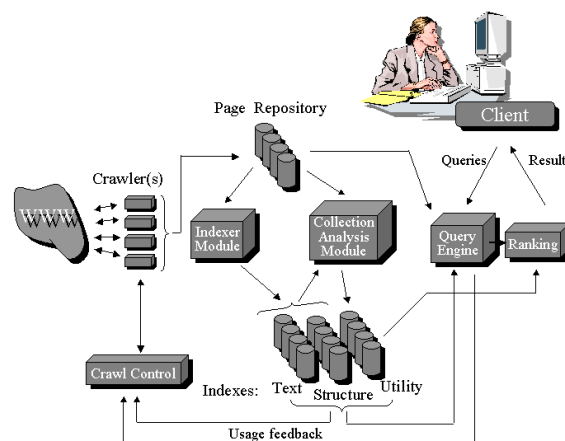 Client
Page Repository
Queries
Result
Crawler(s)
WWW
Indexer
Module
Collection
Analysis
Module
Query
Engine
Ranking
Crawl Control
Indexes: Text Structure Utility
Usage feedback